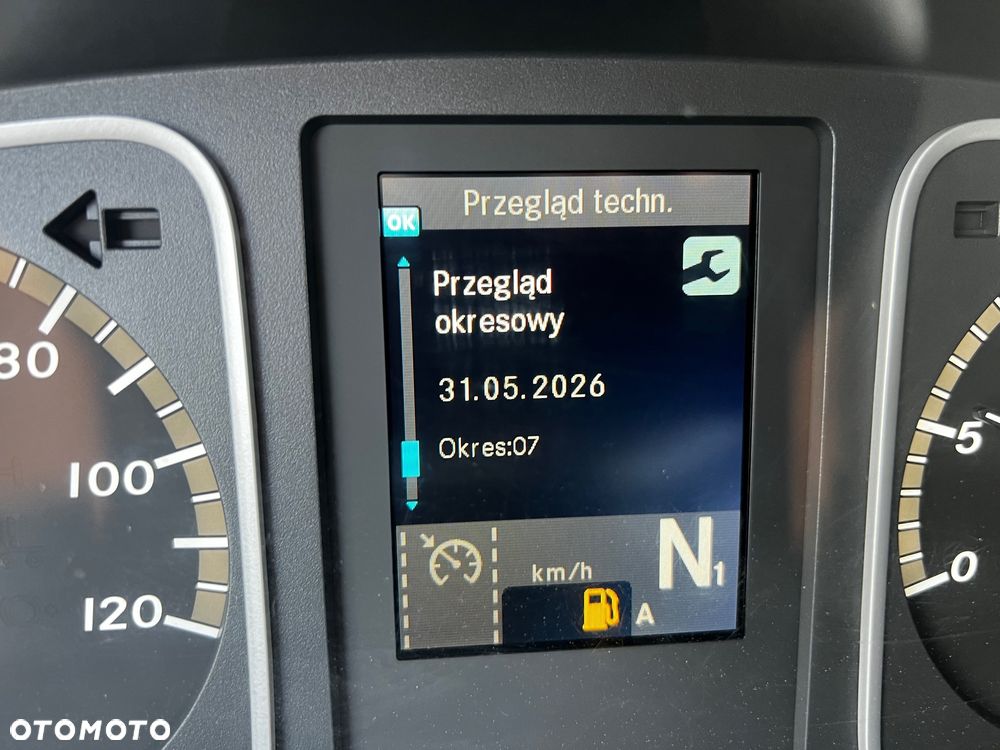 Przegląd techn.
OK
Przegląd
okresowy
31.05.2026
Okres:07
km/h
N1
A
80
100
120
5
0
OTOMOTO